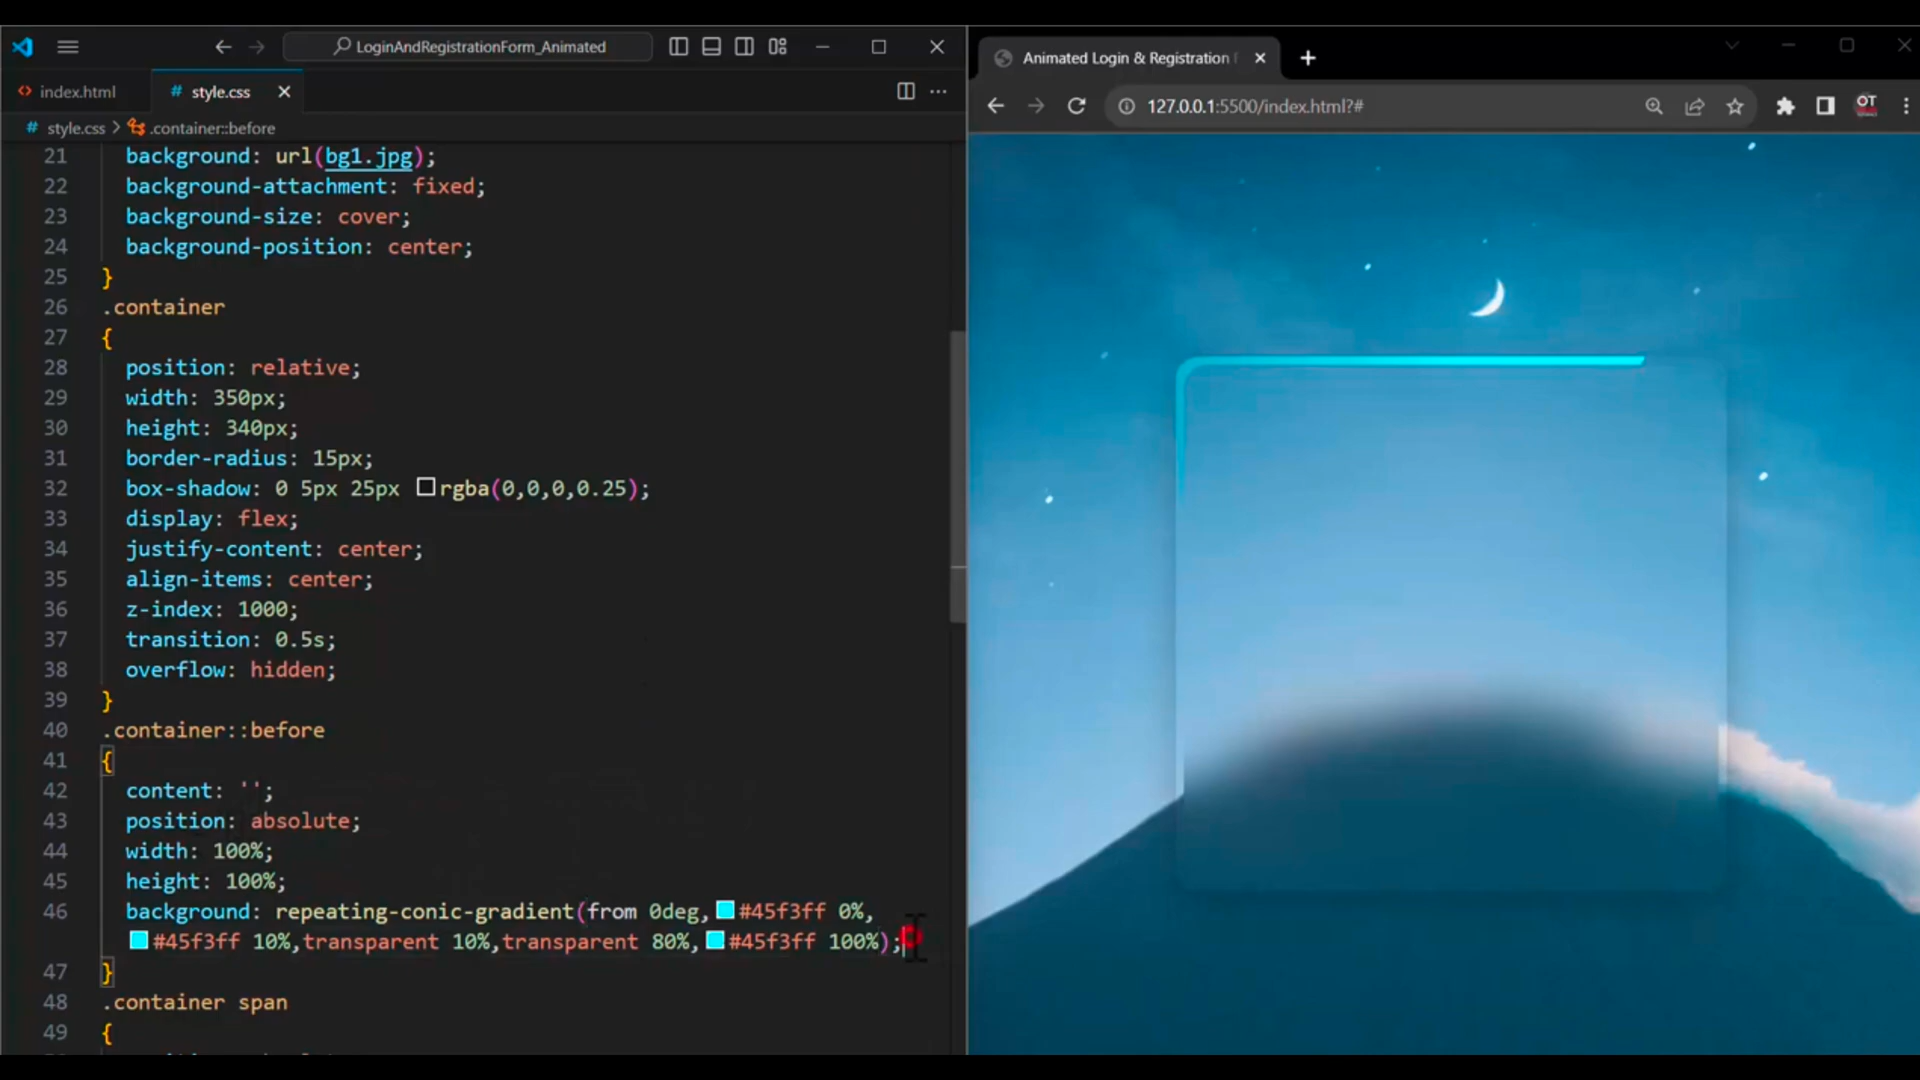 LoginAndRegistrationForm_Animated
index.html
style.css
style.css > .container::before
21 background: url(bg1.jpg);
22 background-attachment: fixed;
23 background-size: cover;
24 background-position: center;
25 }
26 .container
27 {
28 position: relative;
29 width: 350px;
30 height: 340px;
31 border-radius: 15px;
32 box-shadow: 0 5px 25px rgba(0,0,0,0.25);
33 display: flex;
34 justify-content: center;
35 align-items: center;
36 z-index: 1000;
37 transition: 0.5s;
38 overflow: hidden;
39 }
40 .container::before
41 {
42 content: '';
43 position: absolute;
44 width: 100%;
45 height: 100%;
46 background: repeating-conic-gradient(from 0deg, #45f3ff 0%,
#45f3ff 10%,transparent 10%,transparent 80%, #45f3ff 100%);
47 }
48 .container span
49 {
Animated Login & Registration
127.0.0.1:5500/index.html?#
OT